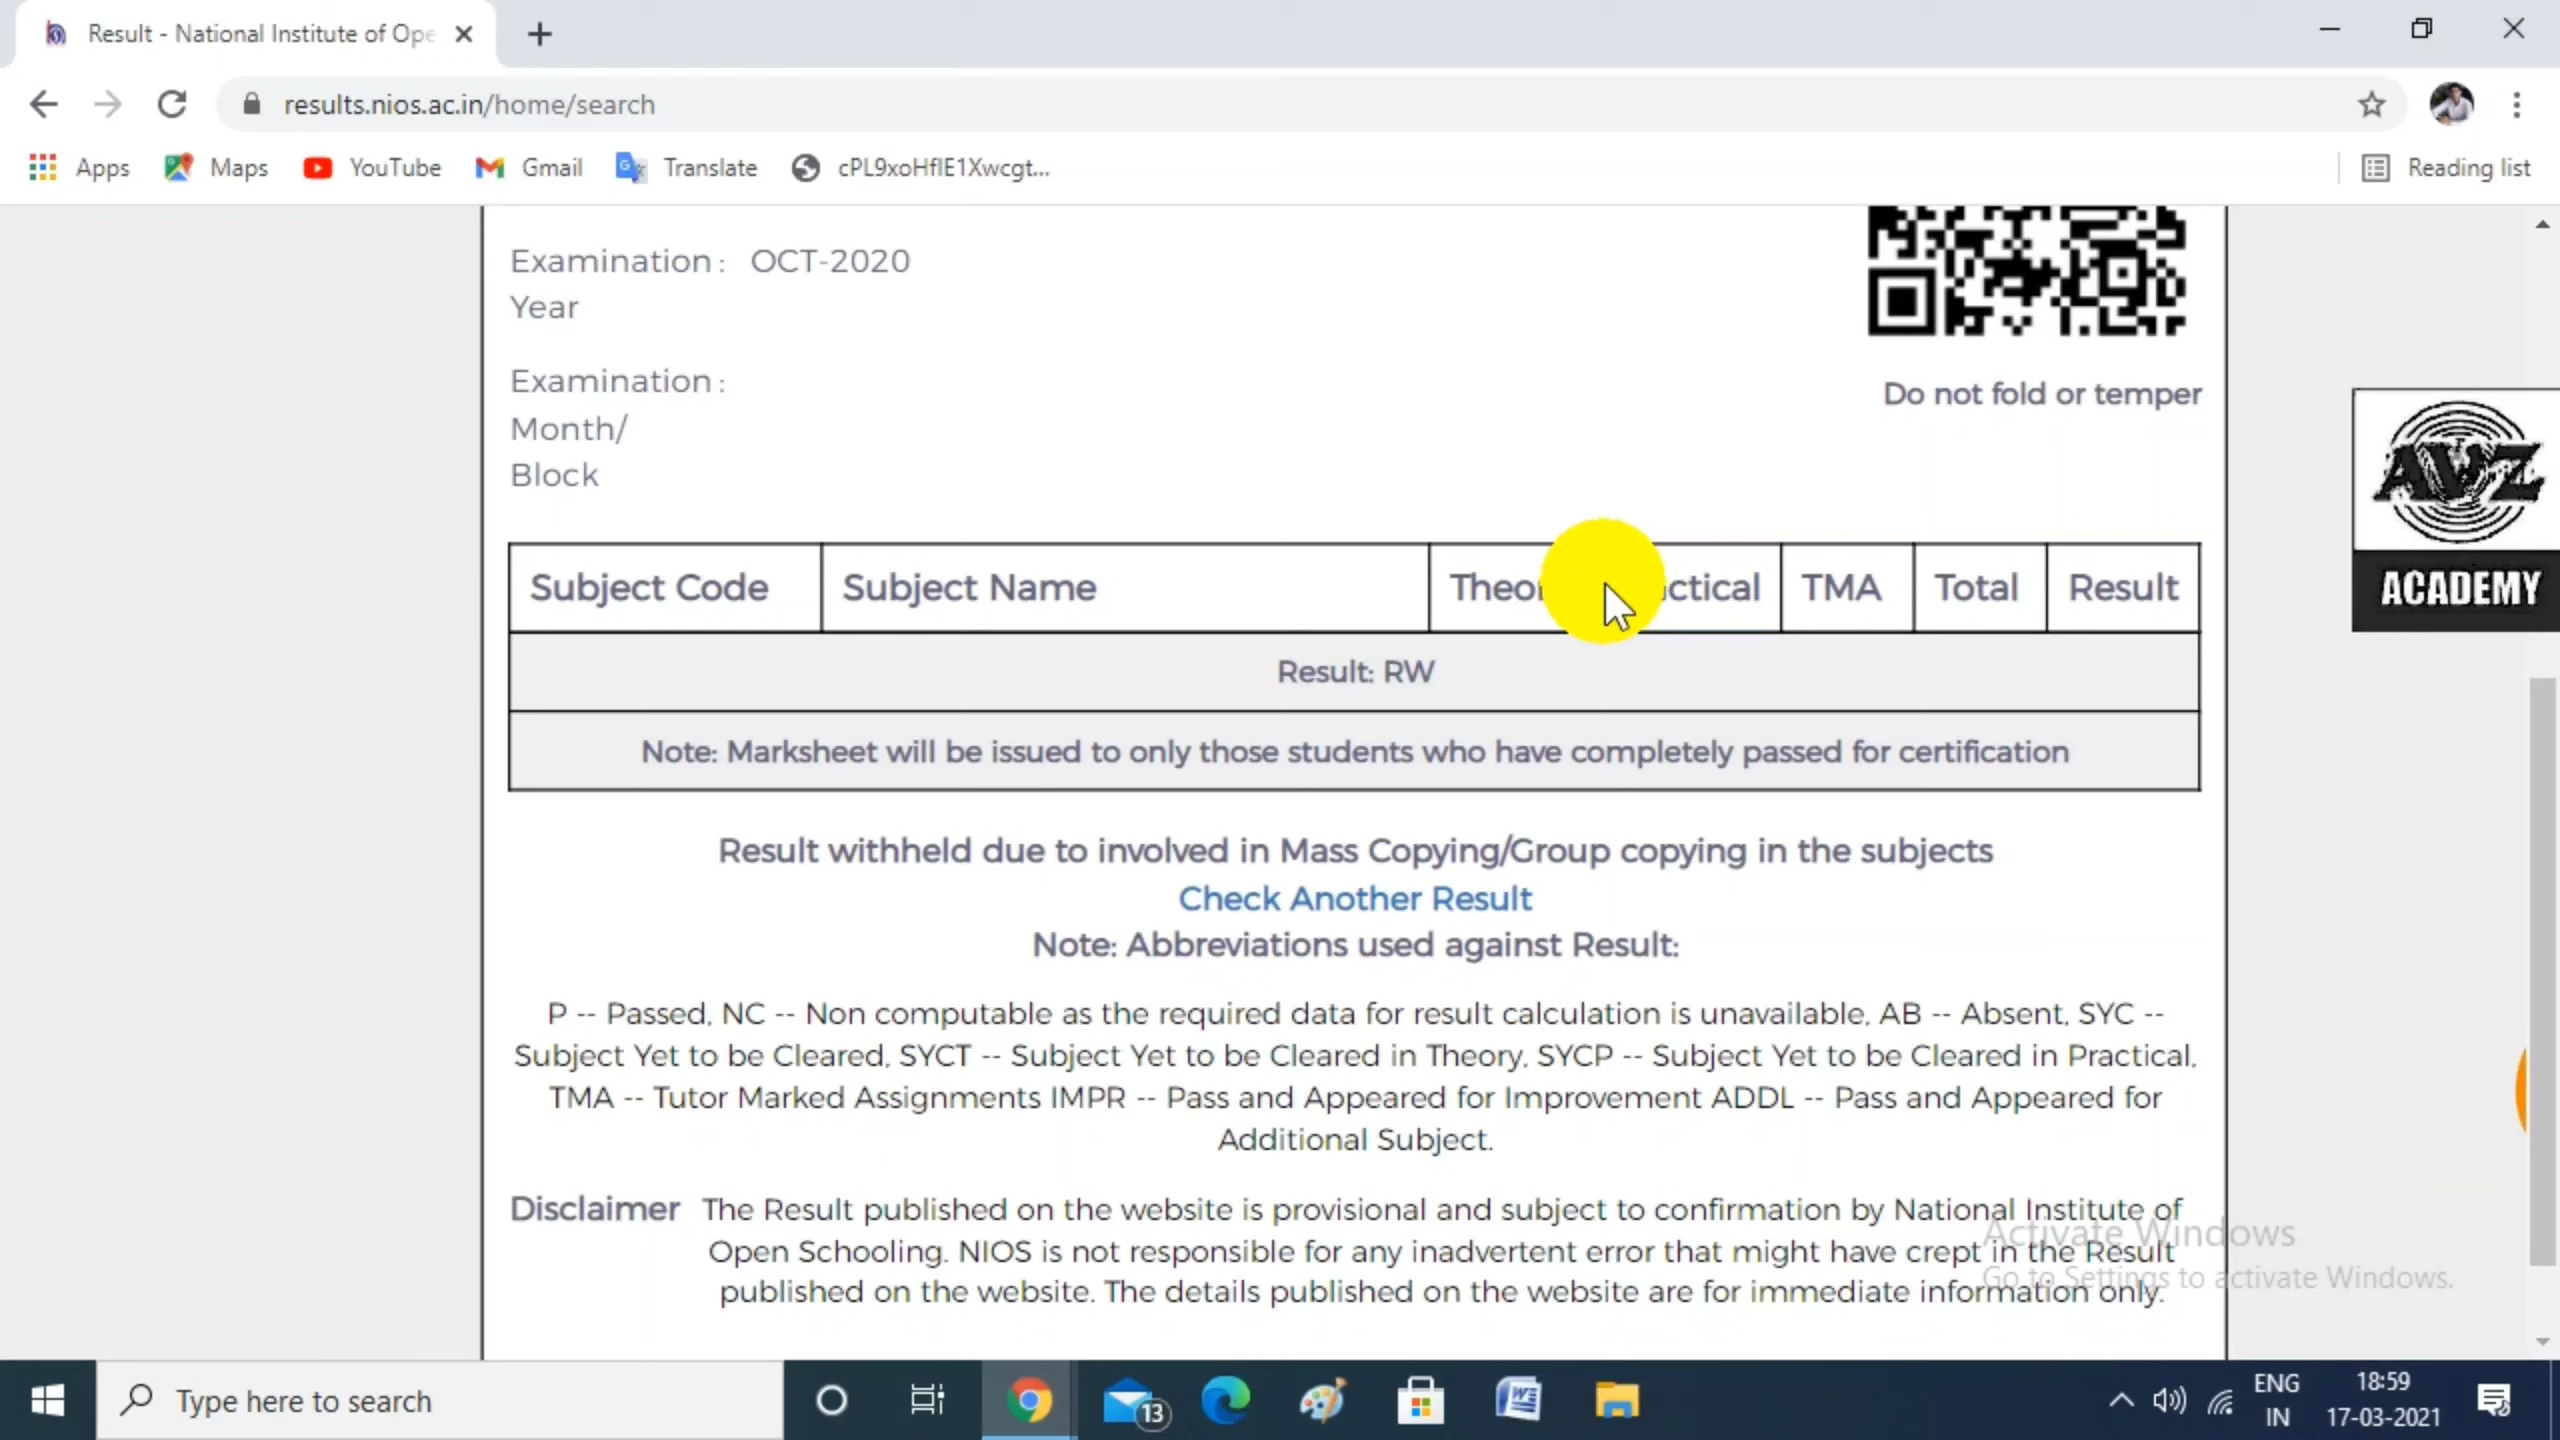 Result - National Institute of Ope
results.nios.ac.in/home/search
Apps Maps YouTube Gmail Translate cPL9xoHflE1Xwcgt... Reading list
Examination : OCT-2020
Year
Examination :
Month/
Block
Do not fold or temper
AVZ
ACADEMY
Subject Code Subject Name Theor ctical TMA Total Result
Result: RW
Note: Marksheet will be issued to only those students who have completely passed for certification
Result withheld due to involved in Mass Copying/Group copying in the subjects
Check Another Result
Note: Abbreviations used against Result:
P -- Passed, NC -- Non computable as the required data for result calculation is unavailable, AB -- Absent, SYC --
Subject Yet to be Cleared, SYCT -- Subject Yet to be Cleared in Theory, SYCP -- Subject Yet to be Cleared in Practical,
TMA -- Tutor Marked Assignments IMPR -- Pass and Appeared for Improvement ADDL -- Pass and Appeared for
Additional Subject.
Disclaimer The Result published on the website is provisional and subject to confirmation by National Institute of
Open Schooling. NIOS is not responsible for any inadvertent error that might have crept in the Result
published on the website. The details published on the website are for immediate information only.
Activate Windows
Go to Settings to activate Windows.
Type here to search
13
ENG
IN
18:59
17-03-2021